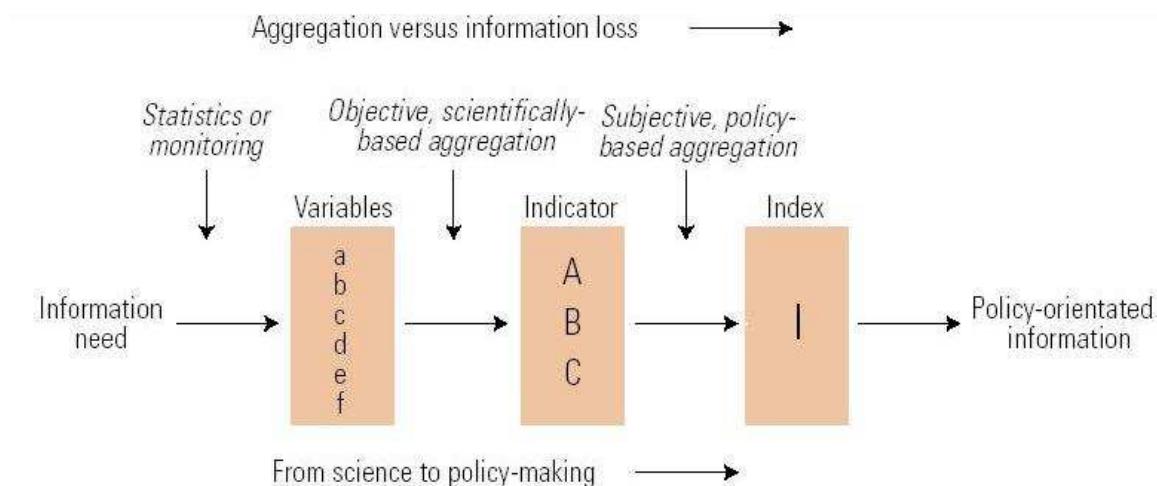 Aggregation versus information loss
Statistics or
monitoring
Objective, scientifically-
based aggregation
Subjective, policy-
based aggregation
Variables
Indicator
Index
Information
need
a
b
c
d
e
f
A
B
C
I
Policy-orientated
information
From science to policy-making